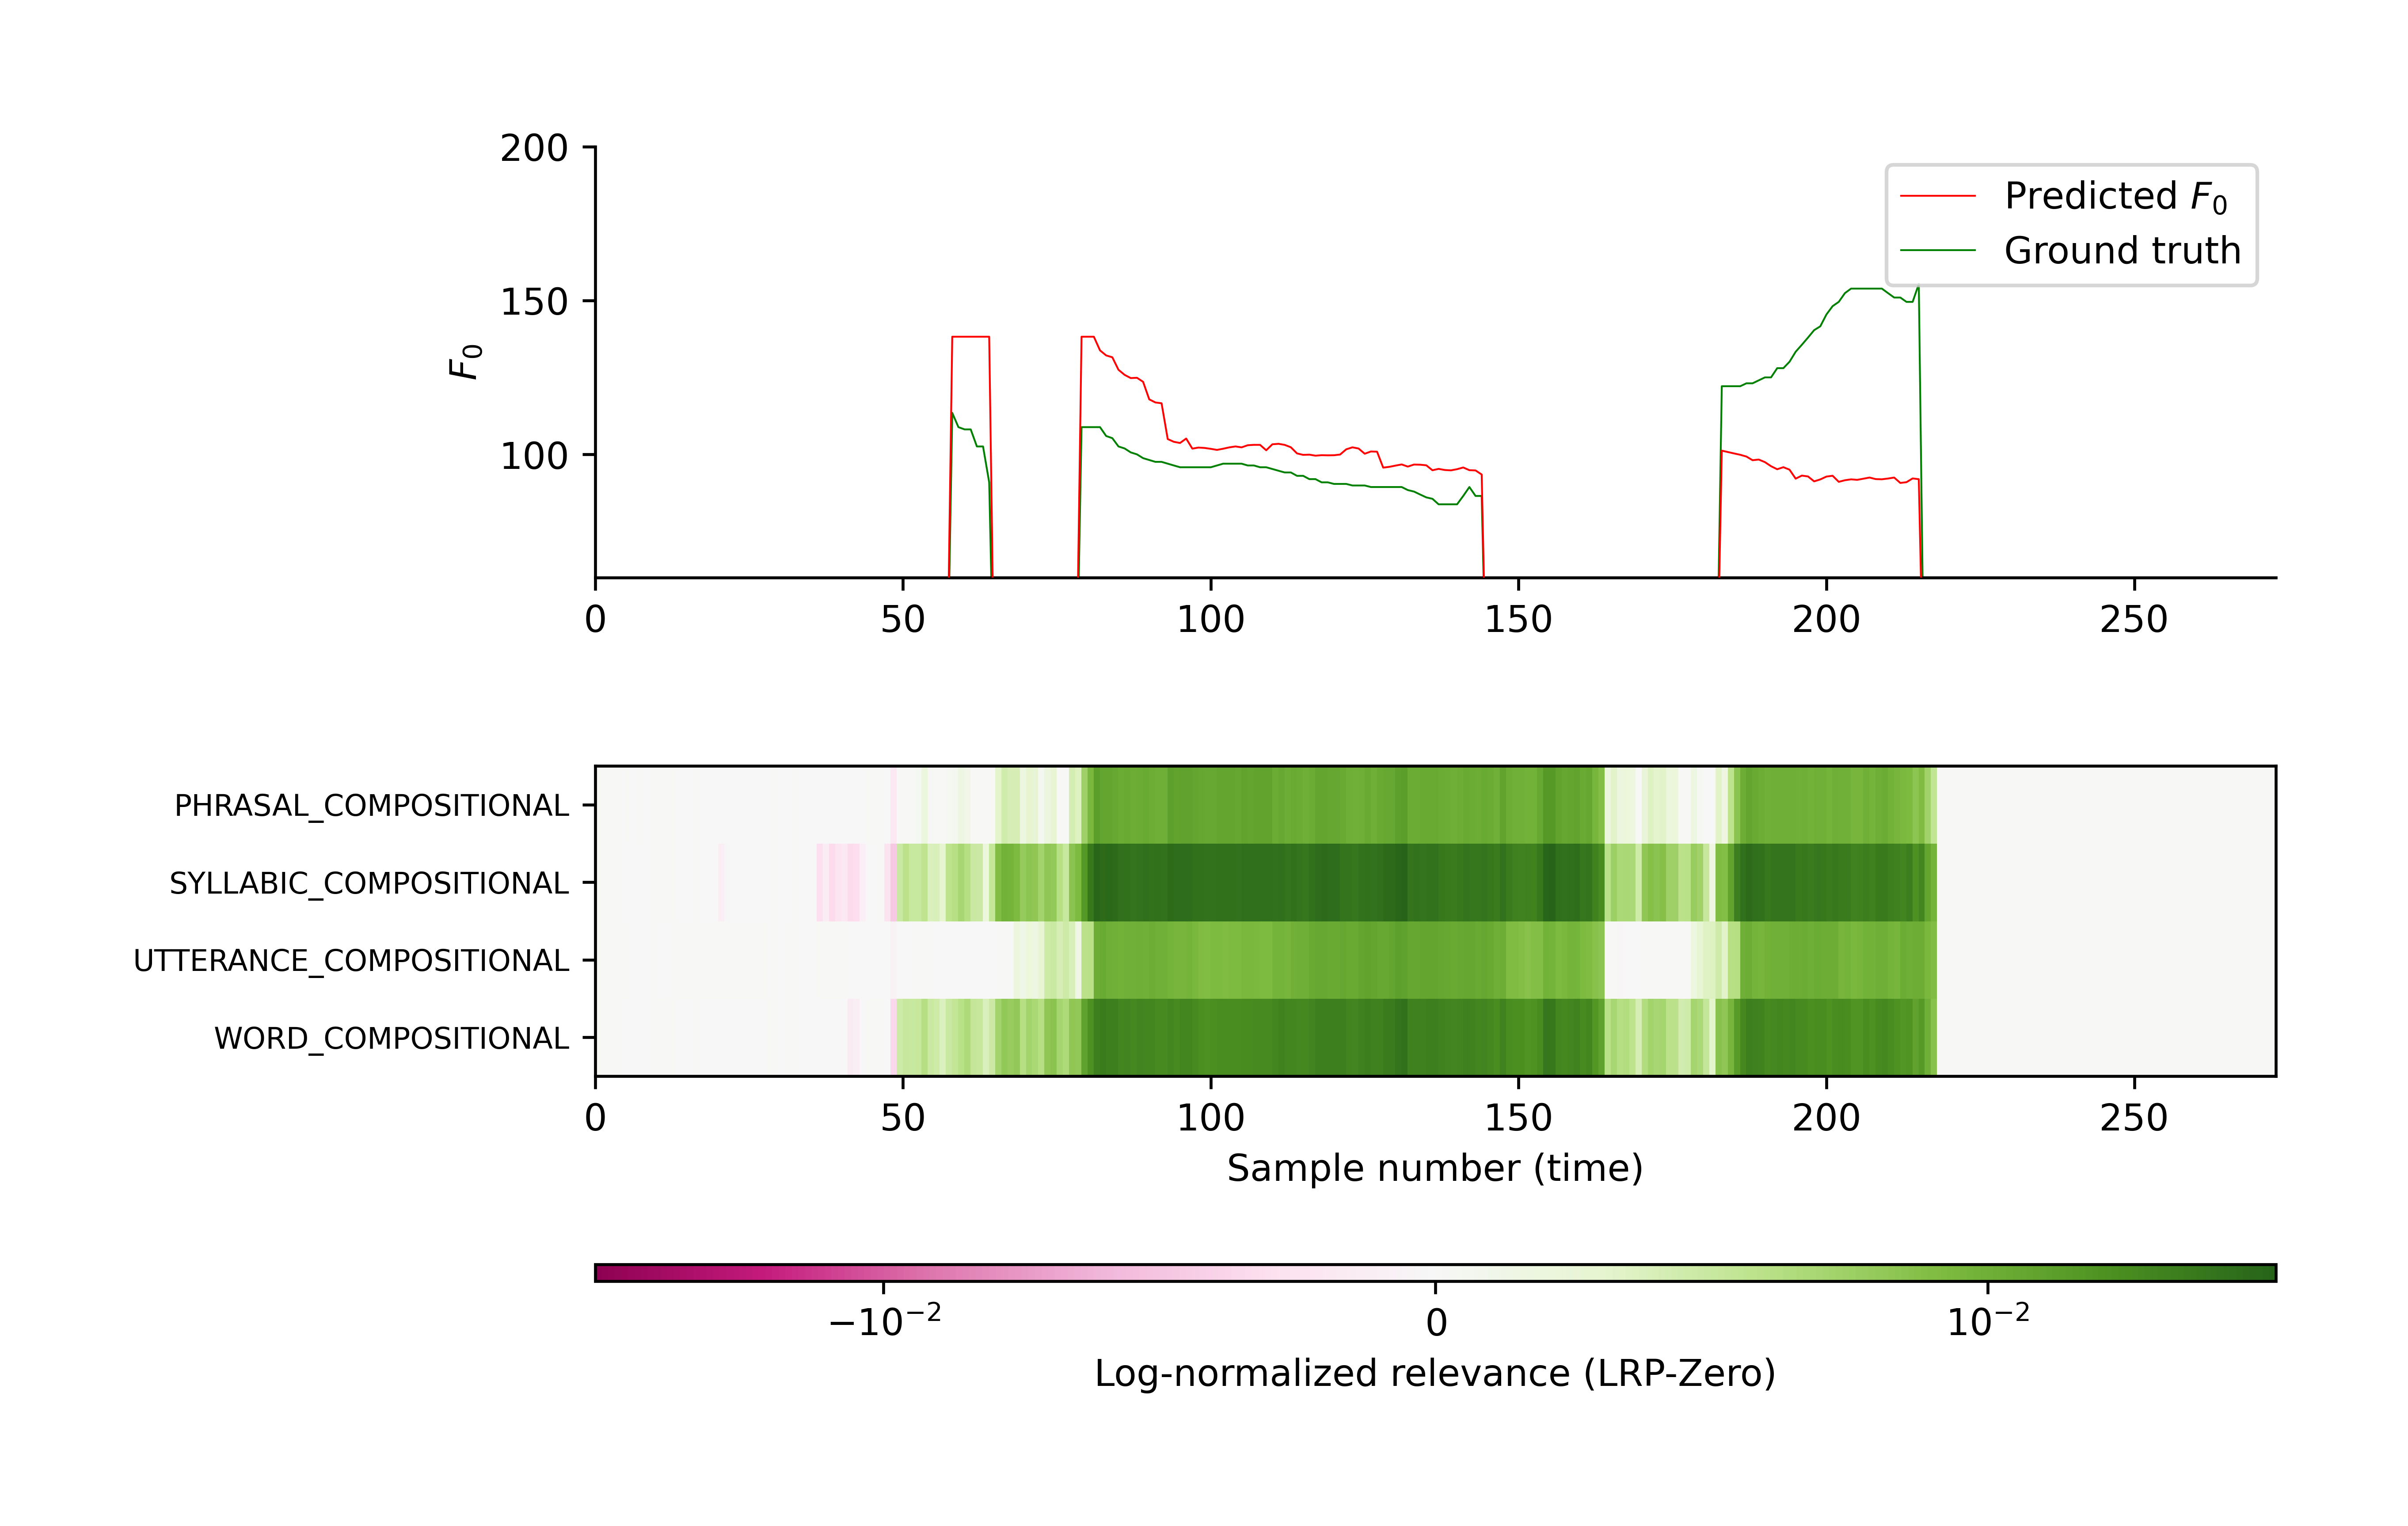 200
150
100
F₀
Predicted F₀
Ground truth
0 50 100 150 200 250
PHRASAL_COMPOSITIONAL
SYLLABIC_COMPOSITIONAL
UTTERANCE_COMPOSITIONAL
WORD_COMPOSITIONAL
0 50 100 150 200 250
Sample number (time)
−10⁻² 0 10⁻²
Log-normalized relevance (LRP-Zero)